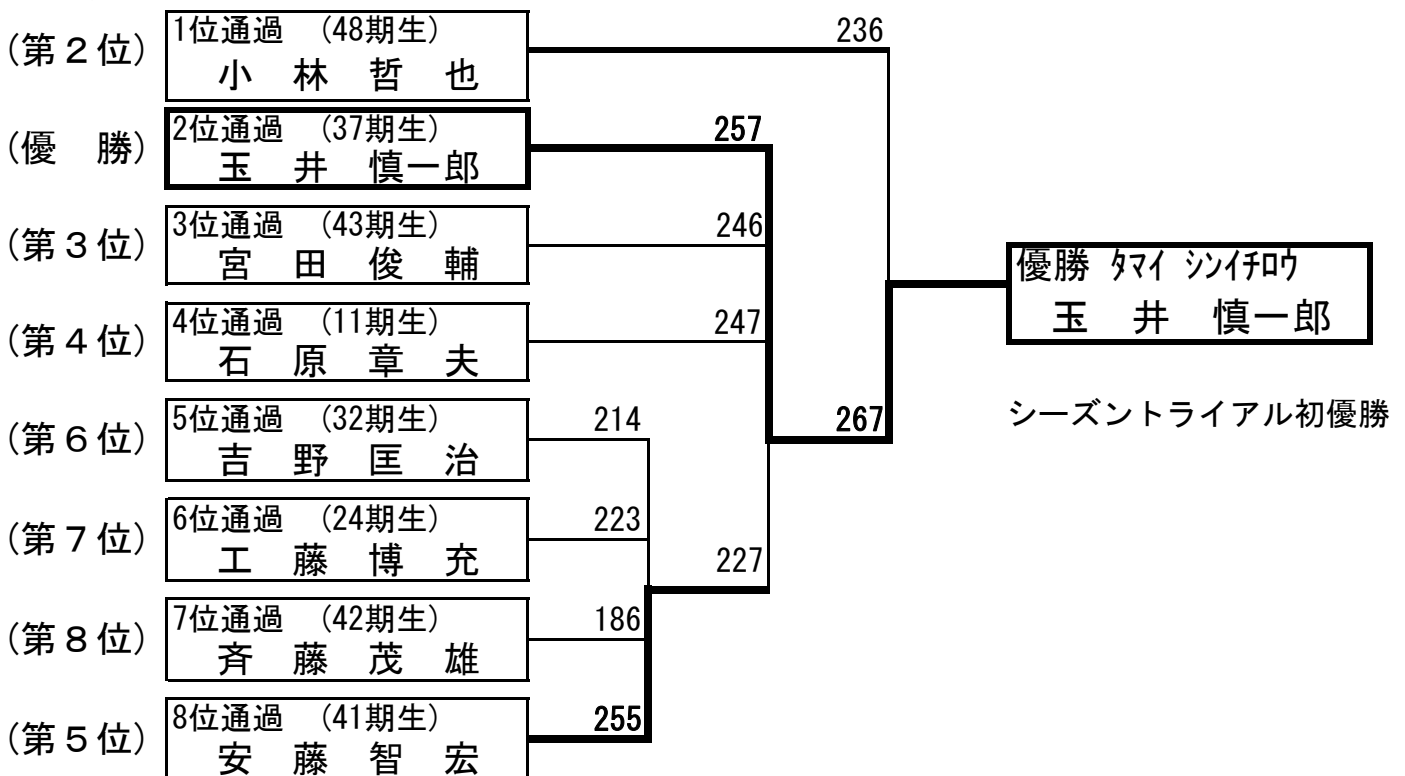 (第２位)
1位通過　(48期生)
小　林　哲　也
236
(優　勝)
2位通過　(37期生)
玉　井　慎一郎
257
(第３位)
3位通過　(43期生)
宮　田　俊　輔
246
優勝 ﾀﾏｲ ｼﾝｲﾁﾛｳ
玉　井　慎一郎
(第４位)
4位通過　(11期生)
石　原　章　夫
247
(第６位)
5位通過　(32期生)
吉　野　匡　治
214
267
シーズントライアル初優勝
(第７位)
6位通過　(24期生)
工　藤　博　充
223
227
(第８位)
7位通過　(42期生)
斉　藤　茂　雄
186
(第５位)
8位通過　(41期生)
安　藤　智　宏
255